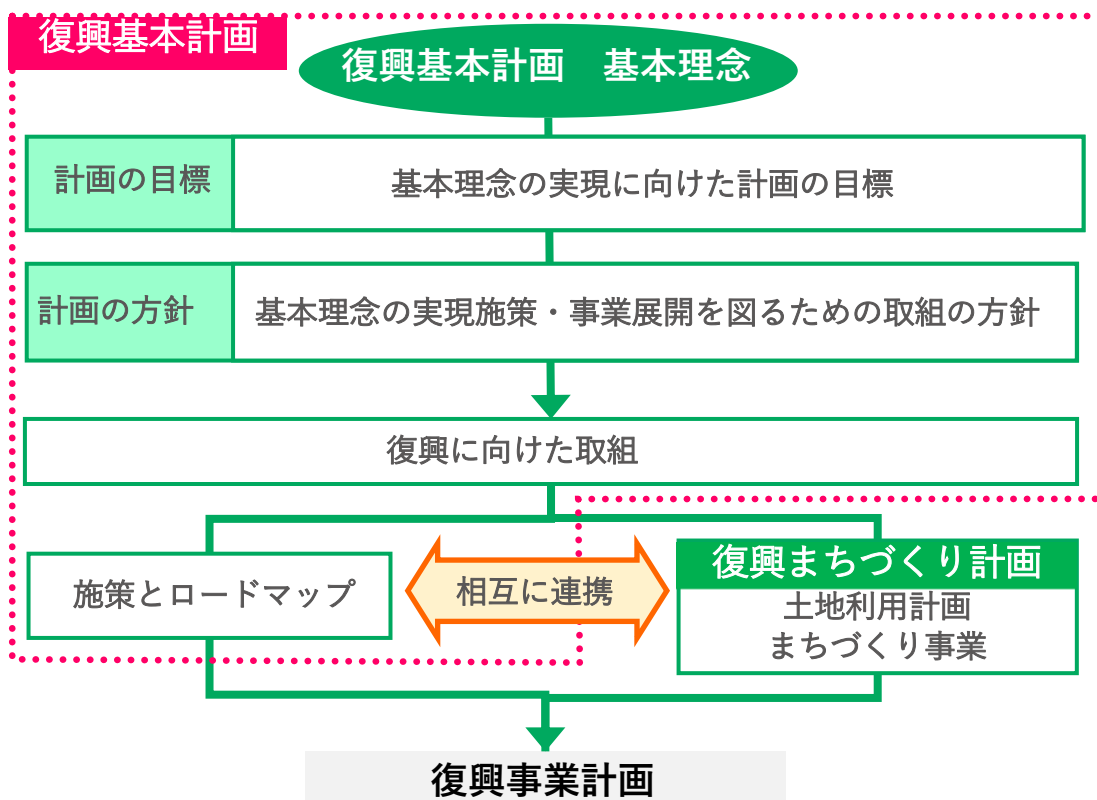 復興基本計画
復興基本計画　基本理念
計画の目標
基本理念の実現に向けた計画の目標
計画の方針
基本理念の実現施策・事業展開を図るための取組の方針
復興に向けた取組
施策とロードマップ
相互に連携
復興まちづくり計画
土地利用計画
まちづくり事業
復興事業計画